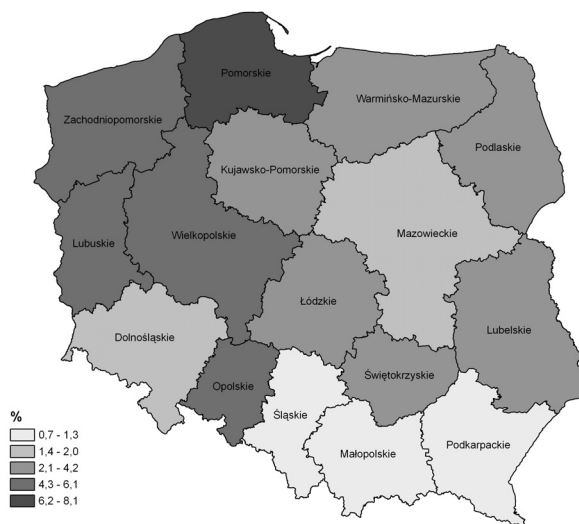 Pomorskie
Warmińsko-Mazurskie
Zachodniopomorskie
Podlaskie
Kujawsko-Pomorskie
Mazowieckie
Wielkopolskie
Lubuskie
Łódzkie
Lubelskie
Dolnośląskie
Świętokrzyskie
Opolskie
Śląskie
Podkarpackie
Małopolskie
%
0,7 - 1,3
1,4 - 2,0
2,1 - 4,2
4,3 - 6,1
6,2 - 8,1